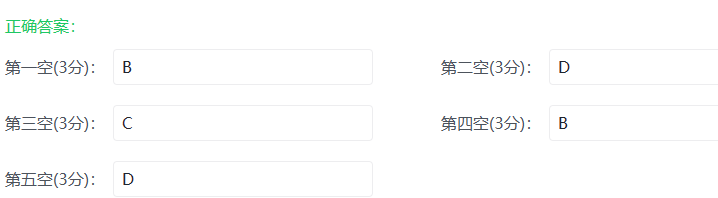 正确答案:
第一空(3分): B 第二空(3分): D
第三空(3分): C 第四空(3分): B
第五空(3分): D